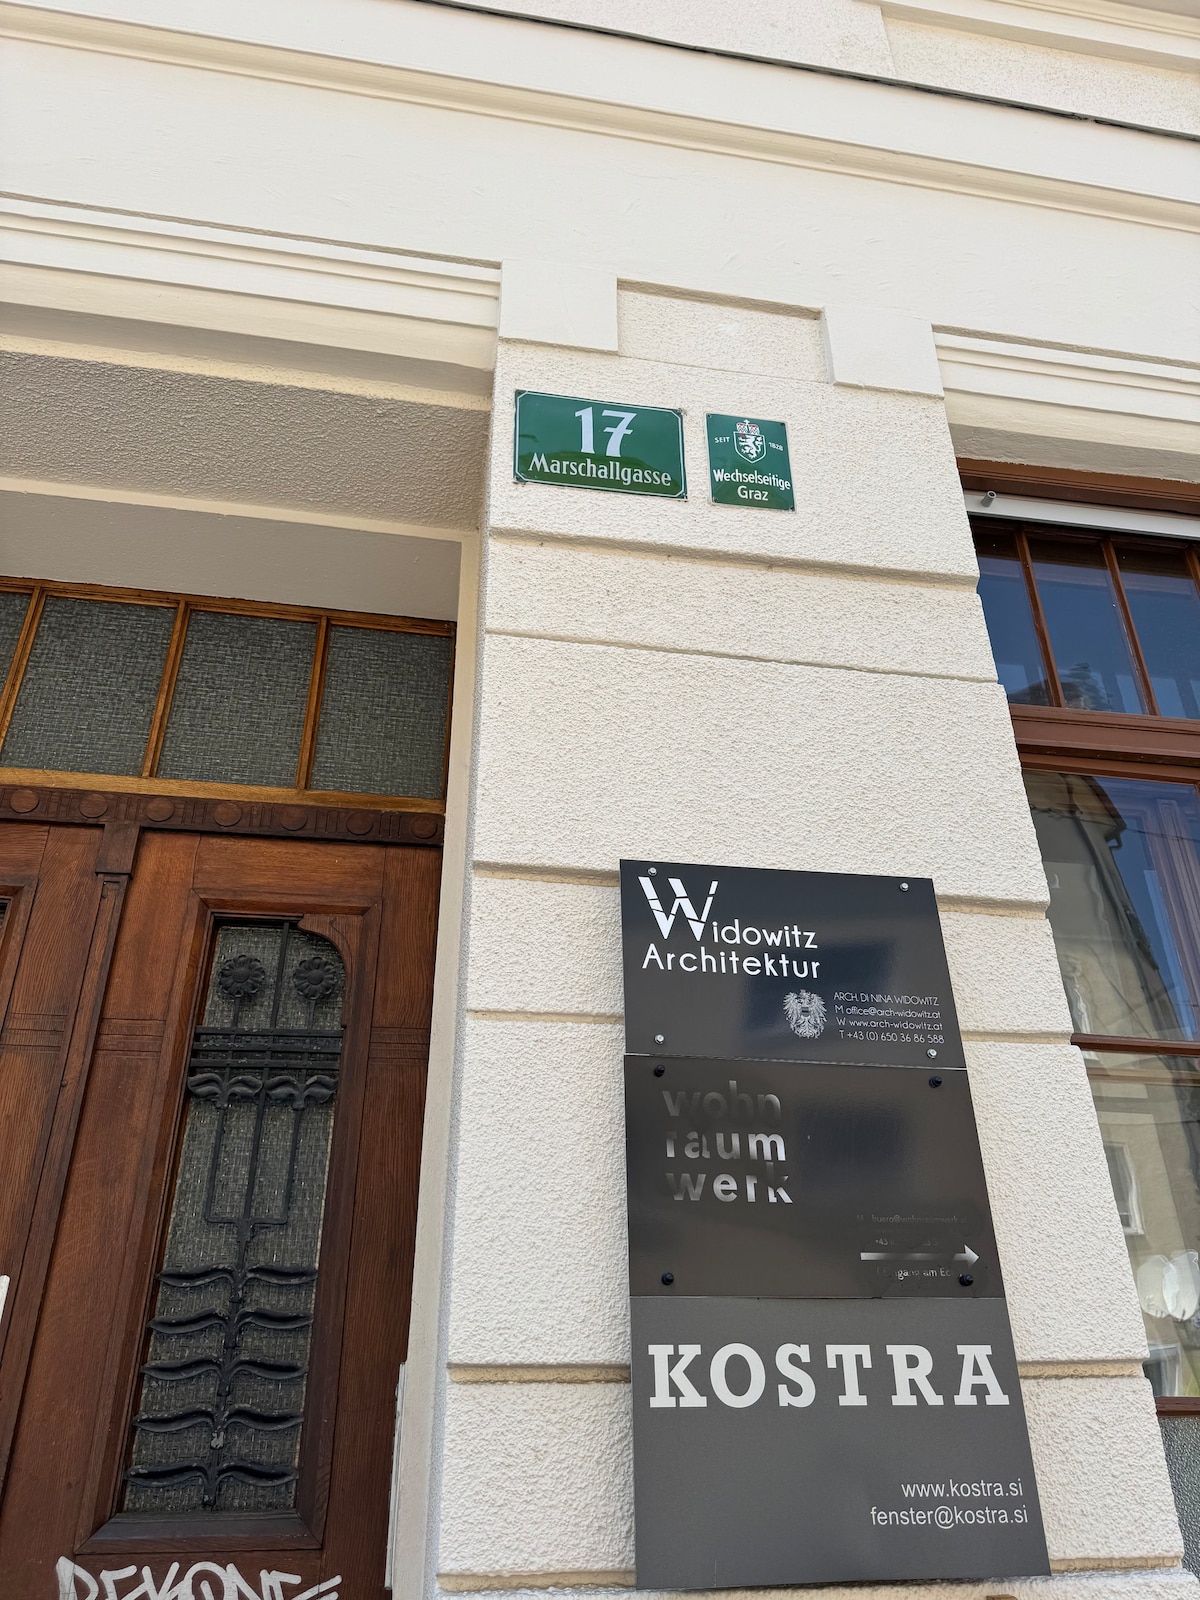 17
Marschallgasse
SEIT 1828
Wechselseitige
Graz
Widowitz
Architektur
ARCH. DI NINA WIDOWITZ
M office@arch-widowitz.at
W www.arch-widowitz.at
T +43 (0) 650 36 86 588
wohn
raum
werk
KOSTRA
www.kostra.si
fenster@kostra.si